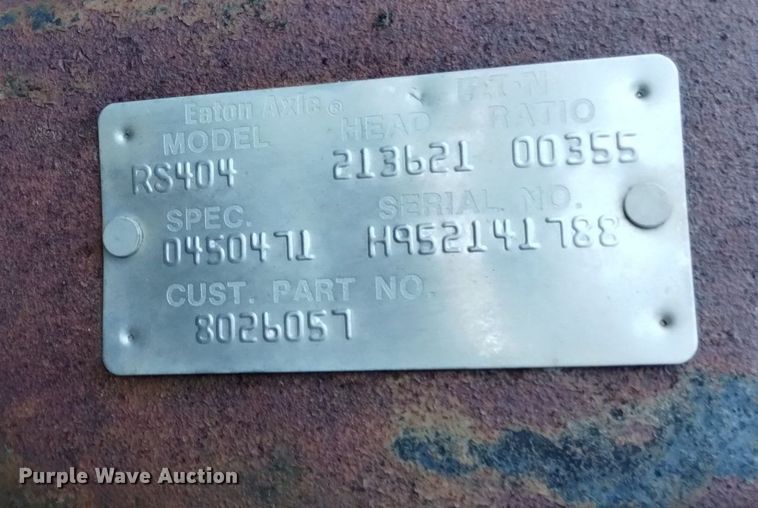 Eaton Axle® EATON
MODEL HEAD RATIO
RS404 213621 00355
SPEC. SERIAL NO.
0450471 H952141788
CUST. PART NO.
8026057
Purple Wave Auction